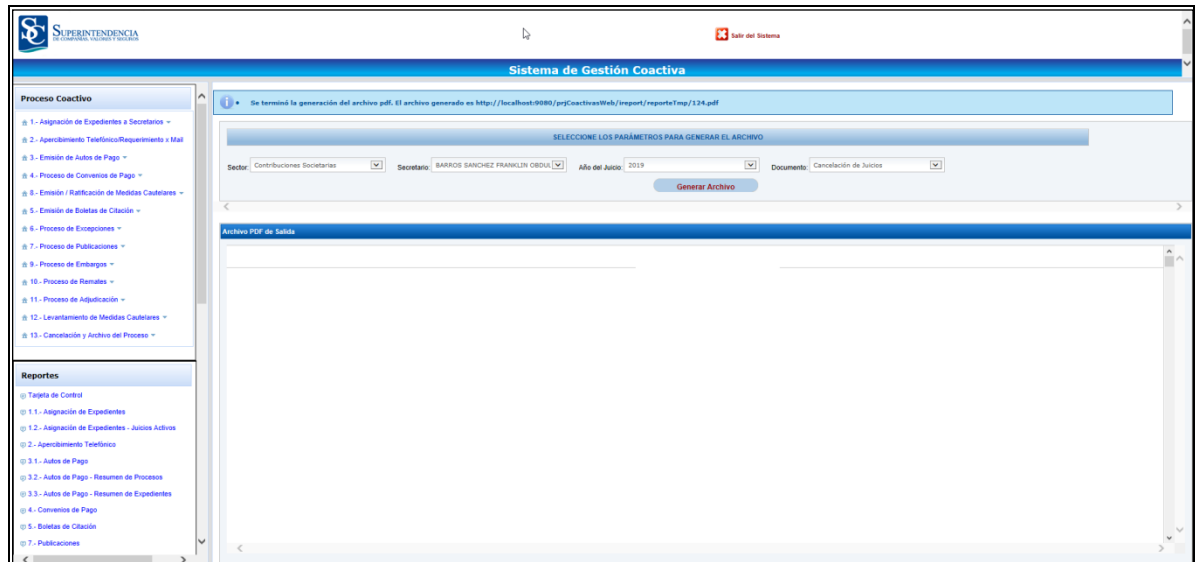 SC SUPERINTENDENCIA
DE COMPAÑÍAS, VALORES Y SEGUROS
Salir del Sistema
Sistema de Gestión Coactiva
Proceso Coactivo
1.- Asignación de Expedientes a Secretarios
2.- Apercibimiento Telefónico/Requerimiento x Mail
3.- Emisión de Autos de Pago
4.- Proceso de Convenios de Pago
8.- Emisión / Ratificación de Medidas Cautelares
5.- Emisión de Boletas de Citación
6.- Proceso de Excepciones
7.- Proceso de Publicaciones
9.- Proceso de Embargos
10.- Proceso de Remates
11.- Proceso de Adjudicación
12.- Levantamiento de Medidas Cautelares
13.- Cancelación y Archivo del Proceso
Reportes
Tarjeta de Control
1.1.- Asignación de Expedientes
1.2.- Asignación de Expedientes - Juicios Activos
2.- Apercibimiento Telefónico
3.1.- Autos de Pago
3.2.- Autos de Pago - Resumen de Procesos
3.3.- Autos de Pago - Resumen de Expedientes
4.- Convenios de Pago
5.- Boletas de Citación
7.- Publicaciones
Se terminó la generación del archivo pdf. El archivo generado es http://localhost:9080/prjCoactivasWeb/ireport/reporteTmp/124.pdf
SELECCIONE LOS PARÁMETROS PARA GENERAR EL ARCHIVO
Sector: Contribuciones Societarias Secretario: BARROS SANCHEZ FRANKLIN OBDUL Año del Juicio: 2019 Documento: Cancelación de Juicios
Generar Archivo
Archivo PDF de Salida